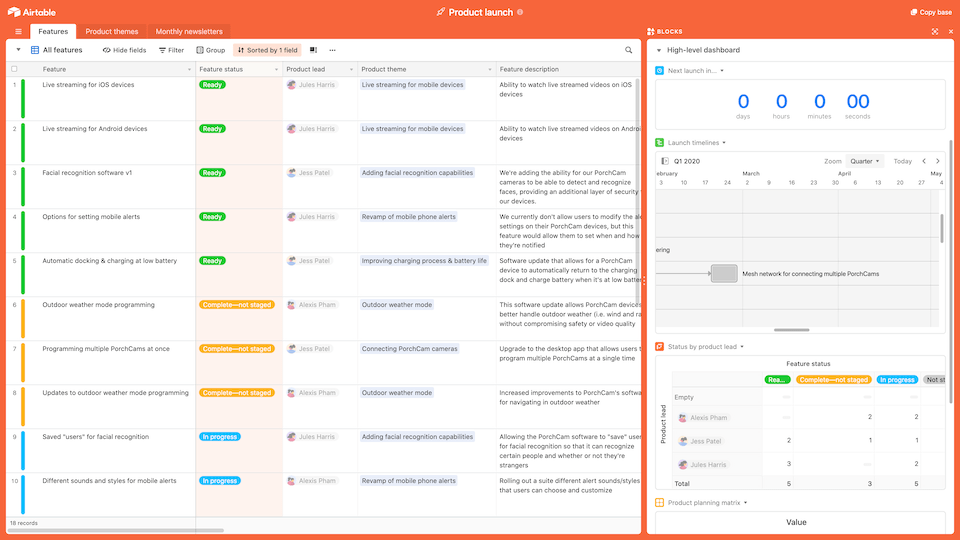 Airtable
Product launch
Copy base
Features
Product themes
Monthly newsletters
BLOCKS
All features
Hide fields
Filter
Group
Sorted by 1 field
Feature
Feature status
Product lead
Product theme
Feature description
1 Live streaming for iOS devices
Ready
Jules Harris
Live streaming for mobile devices
Ability to watch live streamed videos on iOS
devices
2 Live streaming for Android devices
Ready
Jules Harris
Live streaming for mobile devices
Ability to watch live streamed videos on Andro
devices
3 Facial recognition software v1
Ready
Jess Patel
Adding facial recognition capabilities
We're adding the ability for our PorchCam
cameras to be able to detect and recognize
faces, providing an additional layer of security
our devices.
4 Options for setting mobile alerts
Ready
Jules Harris
Revamp of mobile phone alerts
We currently don't allow users to modify the ale
settings on their PorchCam devices, but this
feature would allow them to set when and how
they're notified
5 Automatic docking & charging at low battery
Ready
Jess Patel
Improving charging process & battery life
Software update that allows for a PorchCam
device to automatically return to the charging
dock and charge battery when it's at low batter
6 Outdoor weather mode programming
Complete—not staged
Alexis Pham
Outdoor weather mode
This software update allows PorchCam devices
better handle outdoor weather (i.e. wind and ra
without compromising safety or video quality
7 Programming multiple PorchCams at once
Complete—not staged
Jess Patel
Connecting PorchCam cameras
Upgrade to the desktop app that allows users t
program multiple PorchCams at a single time
8 Updates to outdoor weather mode programming
Complete—not staged
Alexis Pham
Outdoor weather mode
Increased improvements to PorchCam's softwa
for navigating in outdoor weather
9 Saved "users" for facial recognition
In progress
Jules Harris
Adding facial recognition capabilities
Allowing the PorchCam software to "save" user
for facial recognition so that it can recognize
certain people and whether or not they're
strangers
10 Different sounds and styles for mobile alerts
In progress
Alexis Pham
Revamp of mobile phone alerts
Rolling out a suite different alert sounds/styles
that users can choose and customize
18 records
High-level dashboard
Next launch in...
0 0 0 00
days hours minutes seconds
Launch timelines
Q1 2020
Zoom Quarter Today
ebruary March April May
3 10 17 24 2 9 16 23 30 6 13 20 27 4
ering
Mesh network for connecting multiple PorchCams
Status by product lead
Feature status
Rea... Complete—not staged In progress Not st
Product lead
Empty
Alexis Pham 2 2
Jess Patel 2 1 1
Jules Harris 3 2
Total 5 3 5
Product planning matrix
Value